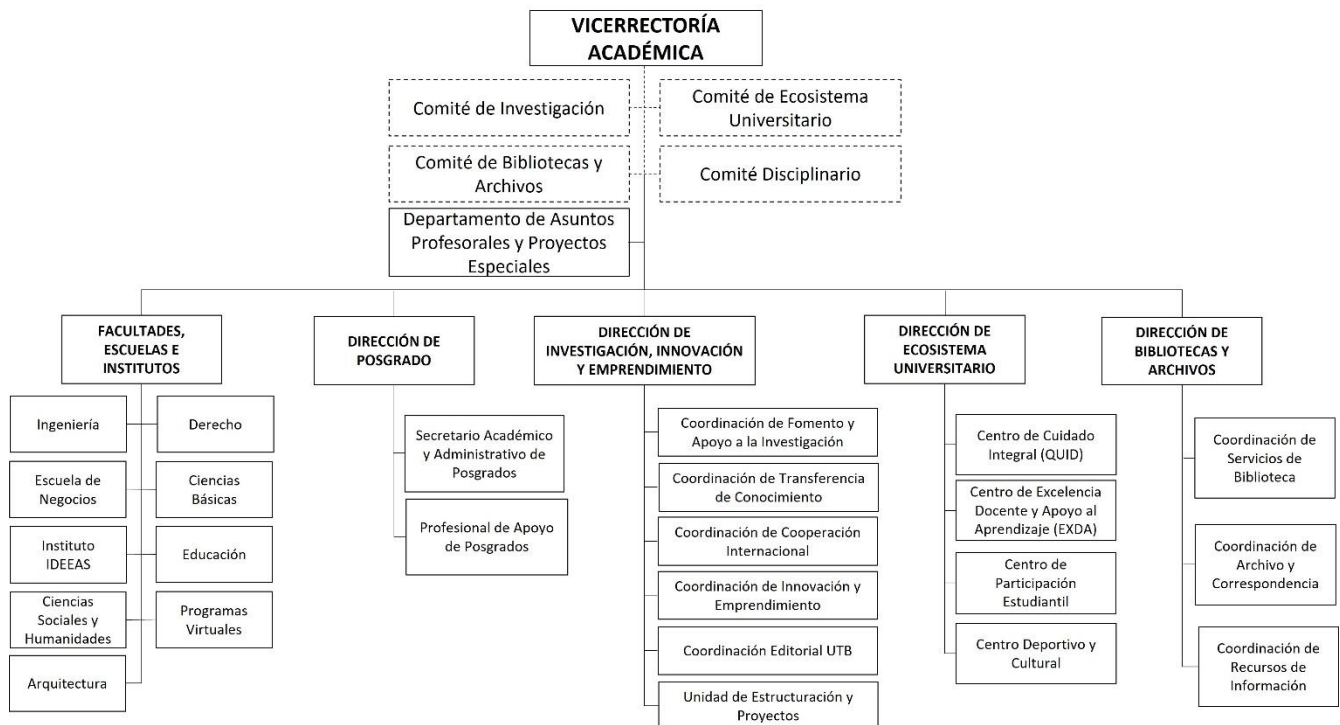 VICERRECTORÍA
ACADÉMICA
Comité de Investigación
Comité de Ecosistema
Universitario
Comité de Bibliotecas y
Archivos
Comité Disciplinario
Departamento de Asuntos
Profesorales y Proyectos
Especiales
FACULTADES,
ESCUELAS E
INSTITUTOS
Ingeniería
Derecho
Escuela de
Negocios
Ciencias
Básicas
Instituto
IDEEAS
Educación
Ciencias
Sociales y
Humanidades
Programas
Virtuales
Arquitectura
DIRECCIÓN DE
POSGRADO
Secretario Académico
y Administrativo de
Posgrados
Profesional de Apoyo
de Posgrados
DIRECCIÓN DE
INVESTIGACIÓN, INNOVACIÓN
Y EMPRENDIMIENTO
Coordinación de Fomento y
Apoyo a la Investigación
Coordinación de Transferencia
de Conocimiento
Coordinación de Cooperación
Internacional
Coordinación de Innovación y
Emprendimiento
Coordinación Editorial UTB
Unidad de Estructuración y
Proyectos
DIRECCIÓN DE
ECOSISTEMA
UNIVERSITARIO
Centro de Cuidado
Integral (QUID)
Centro de Excelencia
Docente y Apoyo al
Aprendizaje (EXDA)
Centro de
Participación
Estudiantil
Centro Deportivo y
Cultural
DIRECCIÓN DE
BIBLIOTECAS Y
ARCHIVOS
Coordinación de
Servicios de
Biblioteca
Coordinación de
Archivo y
Correspondencia
Coordinación de
Recursos de
Información